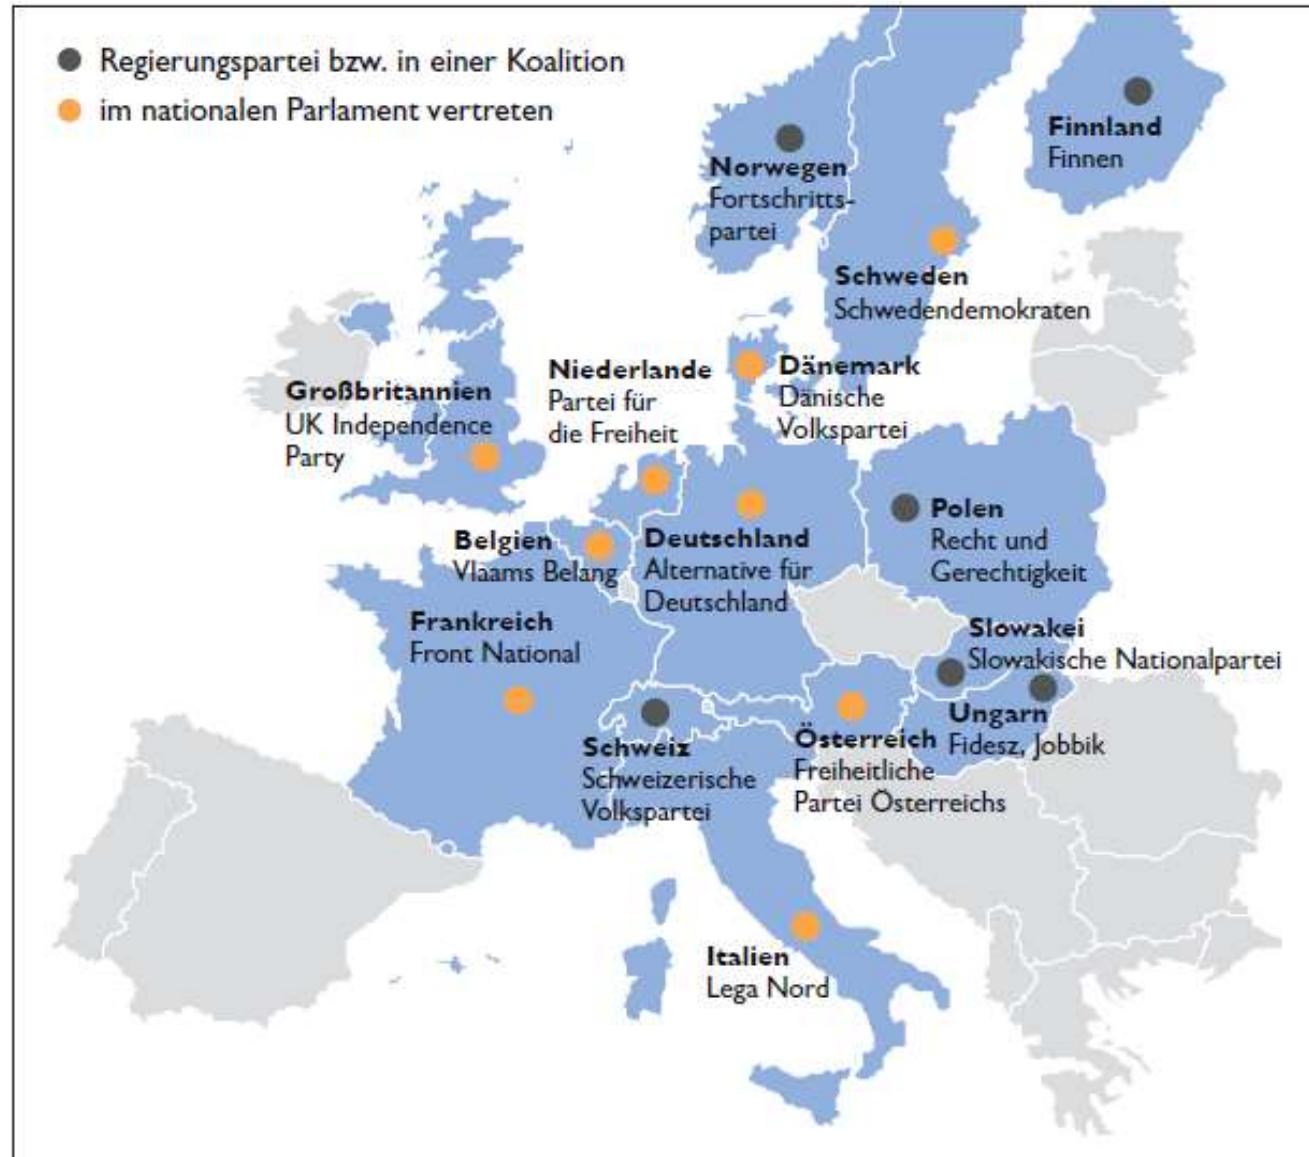 Regierungspartei bzw. in einer Koalition
im nationalen Parlament vertreten
Finnland
Finnen
Norwegen
Fortschritts-
partei
Schweden
Schwedendemokraten
Großbritannien
UK Independence
Party
Niederlande
Partei für
die Freiheit
Dänemark
Dänische
Volkspartei
Belgien
Vlaams Belang
Deutschland
Alternative für
Deutschland
Polen
Recht und
Gerechtigkeit
Frankreich
Front National
Slowakei
Slowakische Nationalpartei
Schweiz
Schweizerische
Volkspartei
Österreich
Freiheitliche
Partei Österreichs
Ungarn
Fidesz, Jobbik
Italien
Lega Nord